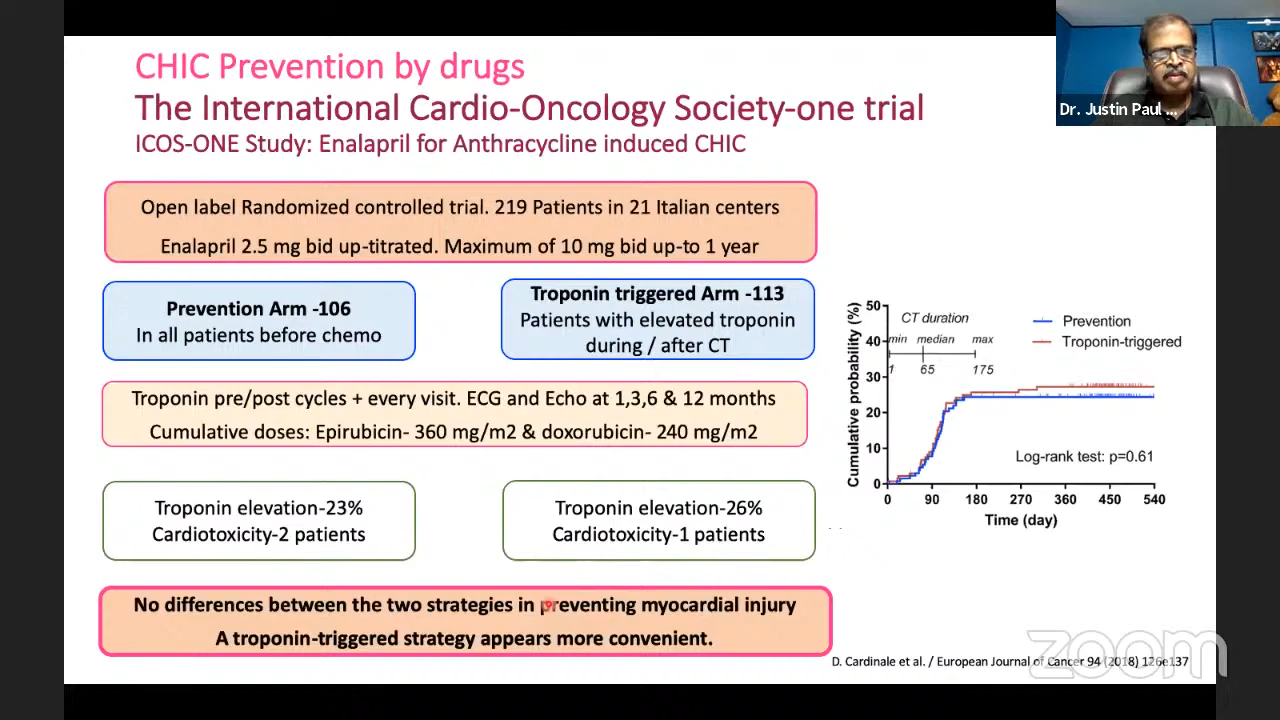 CHIC Prevention by drugs
The International Cardio-Oncology Society-one trial
ICOS-ONE Study: Enalapril for Anthracycline induced CHIC
Dr. Justin Paul ...
Open label Randomized controlled trial. 219 Patients in 21 Italian centers
Enalapril 2.5 mg bid up-titrated. Maximum of 10 mg bid up-to 1 year
Prevention Arm -106
In all patients before chemo
Troponin triggered Arm -113
Patients with elevated troponin
during / after CT
Troponin pre/post cycles + every visit. ECG and Echo at 1,3,6 & 12 months
Cumulative doses: Epirubicin- 360 mg/m2 & doxorubicin- 240 mg/m2
Troponin elevation-23%
Cardiotoxicity-2 patients
Troponin elevation-26%
Cardiotoxicity-1 patients
No differences between the two strategies in preventing myocardial injury
A troponin-triggered strategy appears more convenient.
Cumulative probability (%)
50
40
30
20
10
0
CT duration
min median max
1 65 175
Prevention
Troponin-triggered
Log-rank test: p=0.61
0 90 180 270 360 450 540
Time (day)
D. Cardinale et al. / European Journal of Cancer 94 (2018) 126e137
zoom